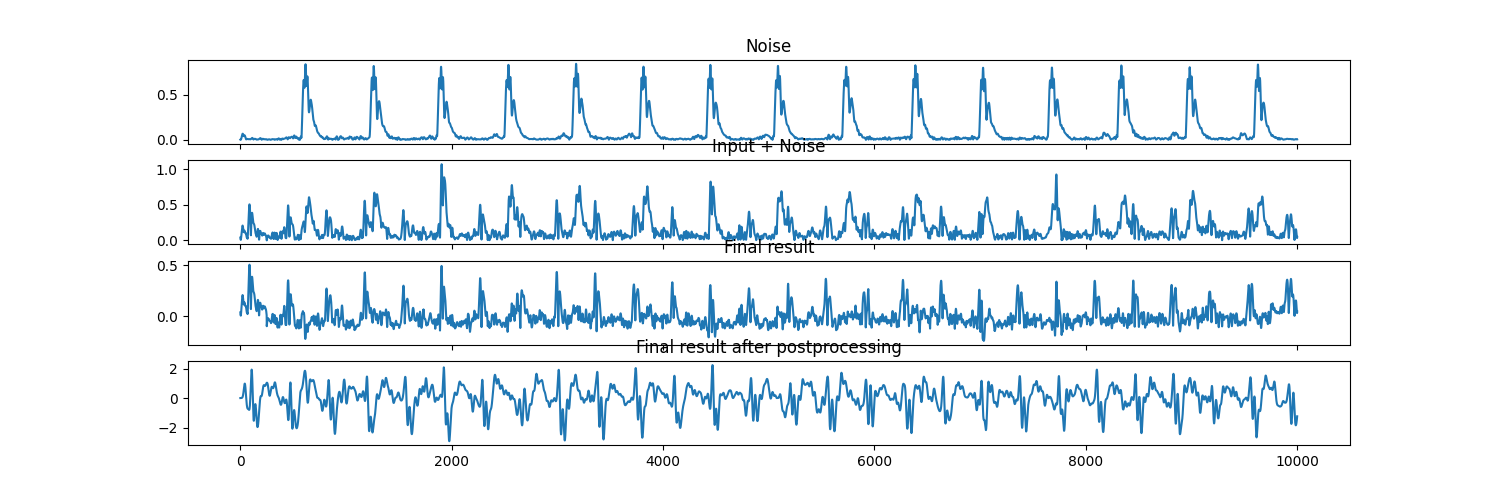 Noise
0.5
0.0
Input + Noise
1.0
0.5
0.0
Final result
0.5
0.0
Final result after postprocessing
2
0
−2
0 2000 4000 6000 8000 10000